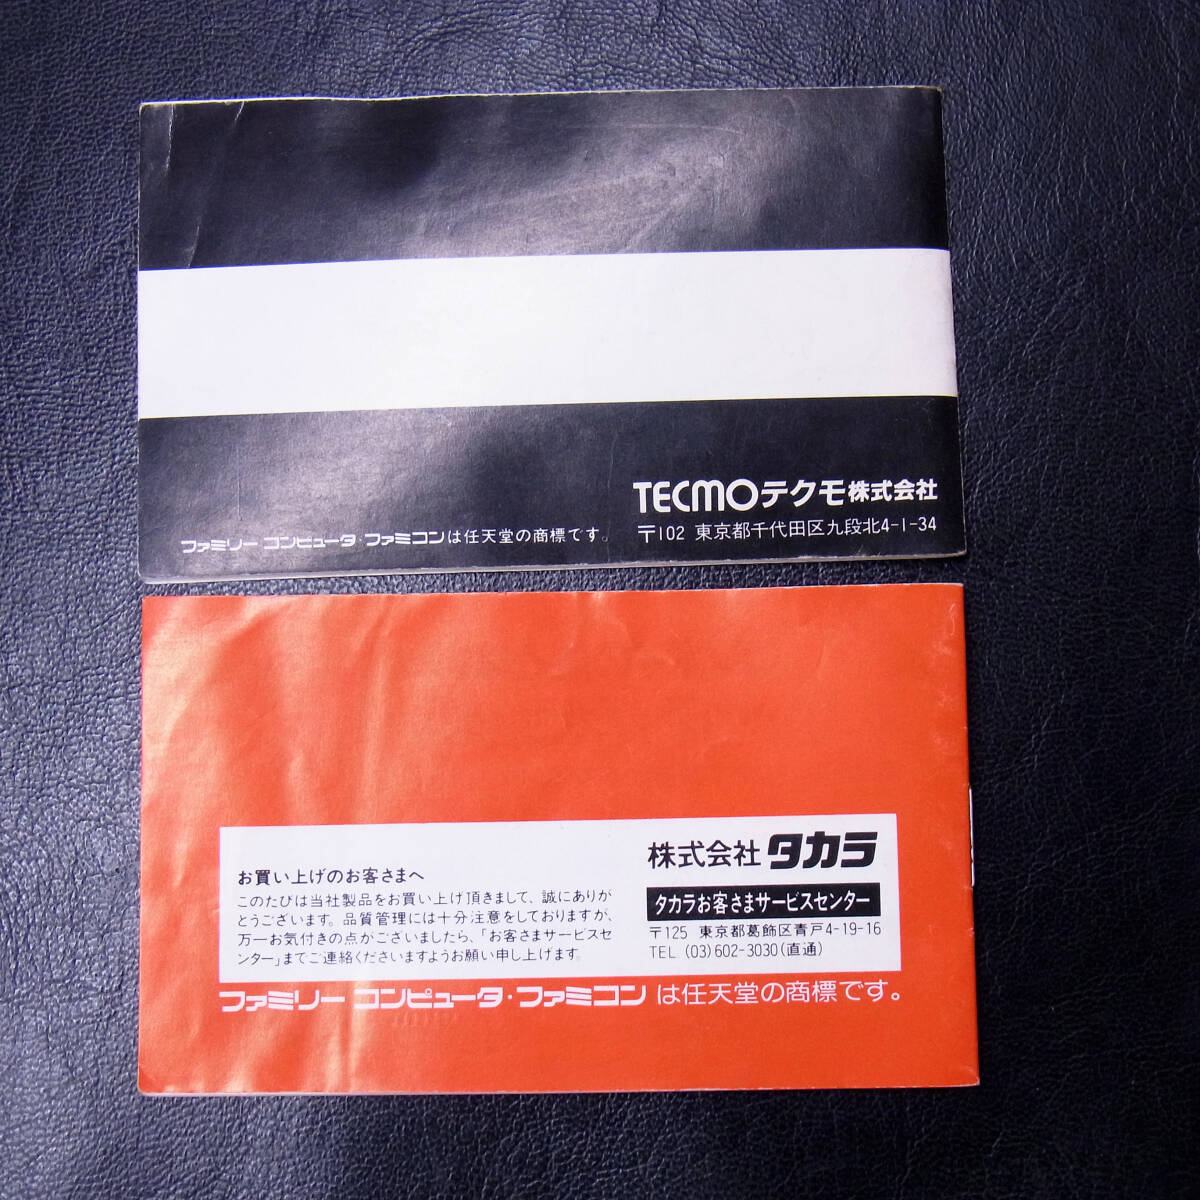 TECMOテクモ株式会社
ファミリー コンピュータ・ファミコンは任天堂の商標です。 〒102 東京都千代田区九段北4-1-34
株式会社 タカラ
お買い上げのお客さまへ
このたびは当社製品をお買い上げ頂きまして、誠にありが
とうございます。品質管理には十分注意をしておりますが、
万一お気付きの点がございましたら、「お客さまサービスセ
ンター」までご連絡くださいますようお願い申し上げます。
タカラお客さまサービスセンター
〒125 東京都葛飾区青戸4-19-16
TEL. (03)602-3030(直通)
ファミリー コンピュータ・ファミコン は任天堂の商標です。